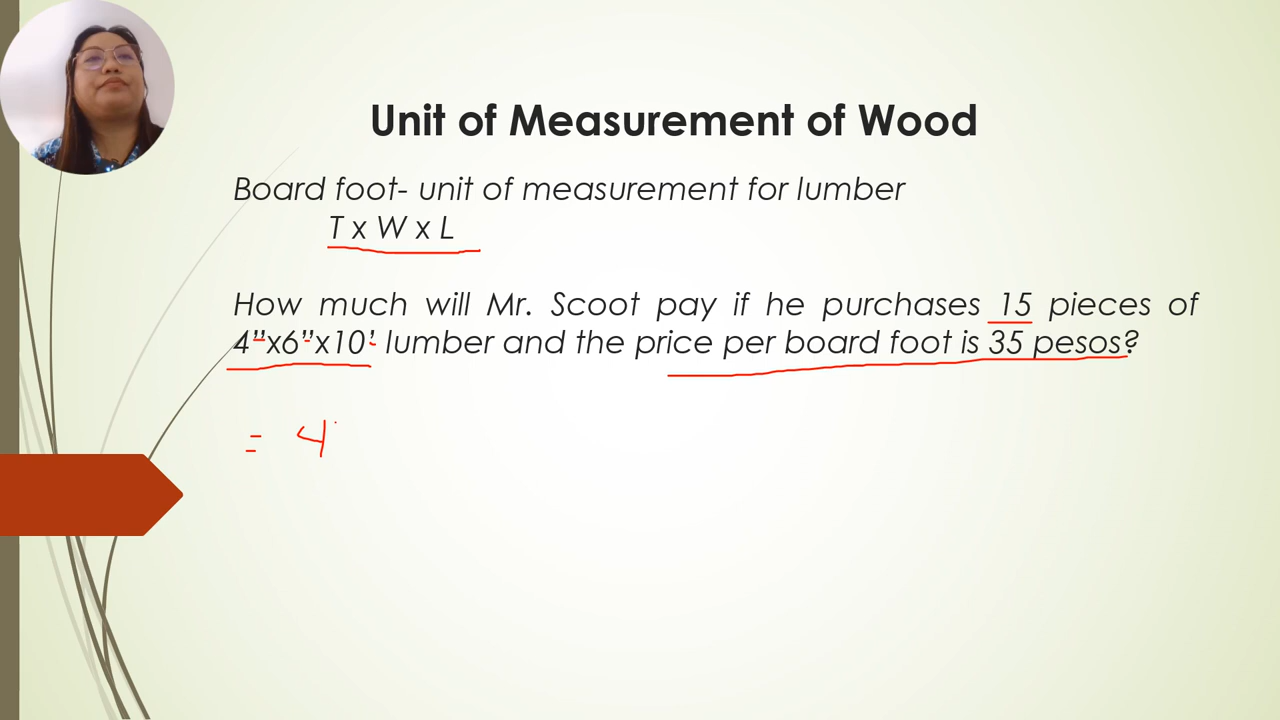 Unit of Measurement of Wood
Board foot- unit of measurement for lumber
T x W x L
How much will Mr. Scoot pay if he purchases 15 pieces of
4”x6”x10’ lumber and the price per board foot is 35 pesos?
= 4'